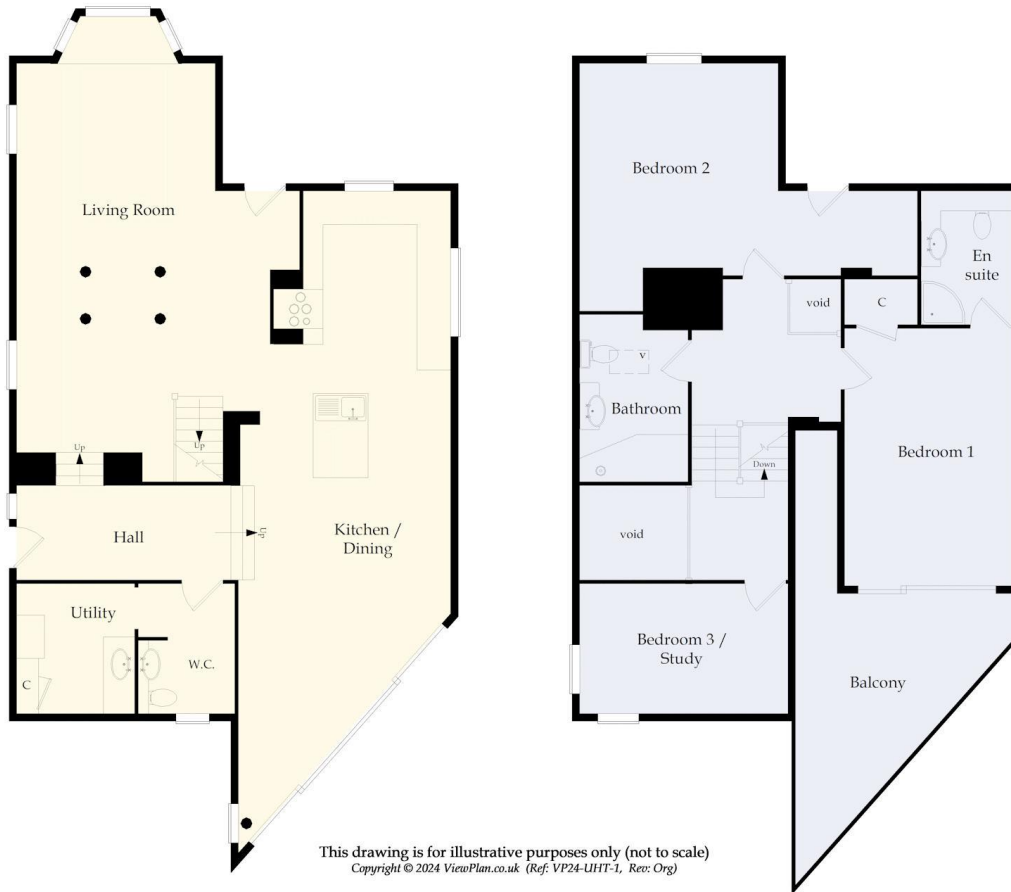 Living Room
Up
Up
Hall
Up
Kitchen /
Dining
Utility
C
W.C.
Bedroom 2
En
suite
void
C
V
Bathroom
Bedroom 1
Down
void
Bedroom 3 /
Study
Balcony
This drawing is for illustrative purposes only (not to scale)
Copyright © 2024 ViewPlan.co.uk (Ref: VP24-UHT-1, Rev: Org)